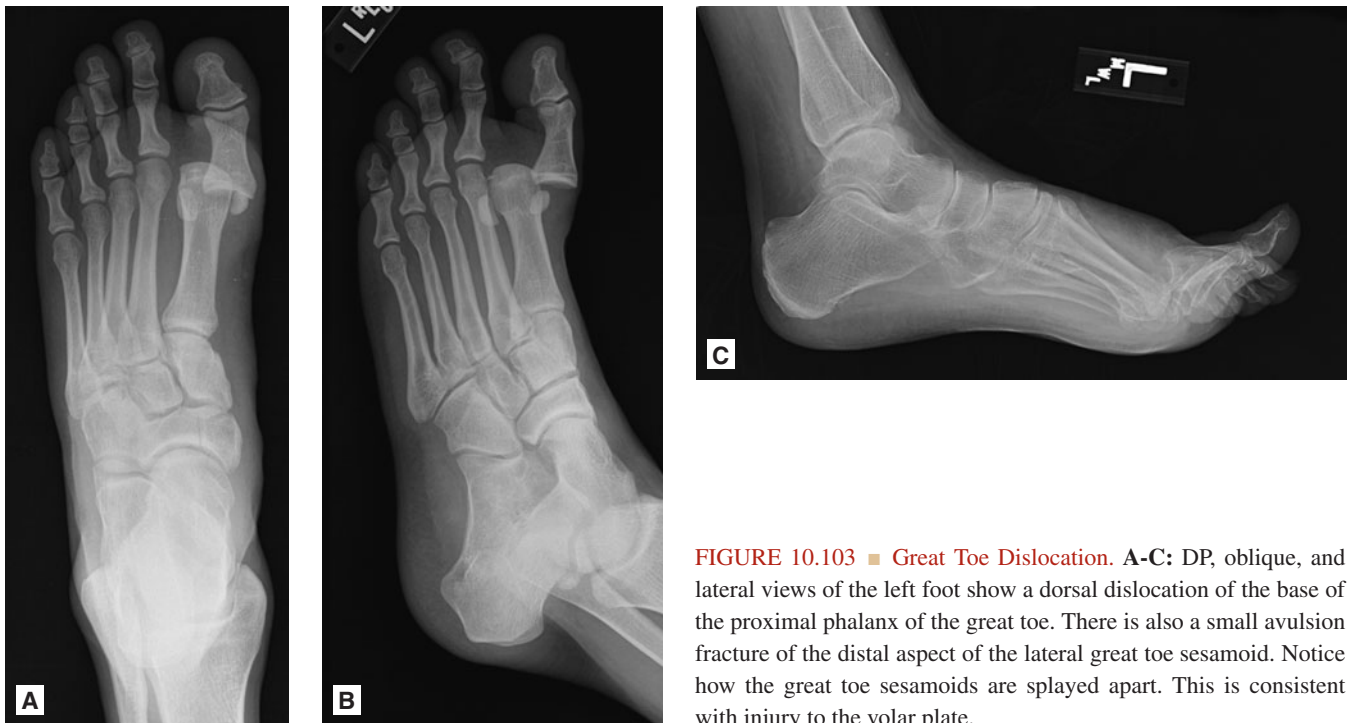 A
B
C
L
L
FIGURE 10.103 ■ Great Toe Dislocation. A-C: DP, oblique, and
lateral views of the left foot show a dorsal dislocation of the base of
the proximal phalanx of the great toe. There is also a small avulsion
fracture of the distal aspect of the lateral great toe sesamoid. Notice
how the great toe sesamoids are splayed apart. This is consistent
with injury to the volar plate.